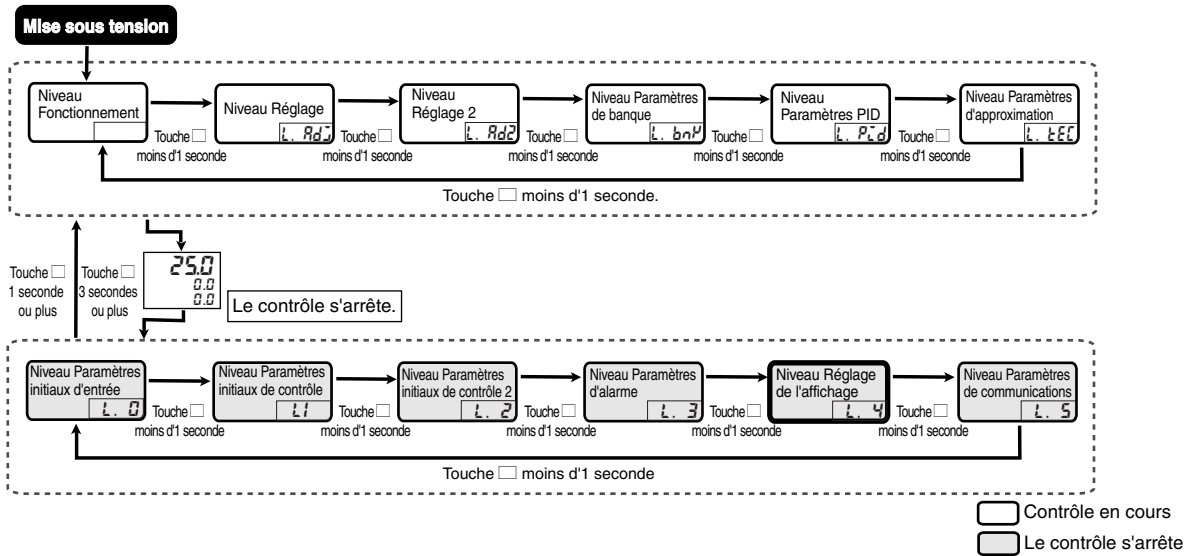 Mise sous tension
Niveau
Fonctionnement
Niveau Réglage
L. AdJ
Niveau
Réglage 2
L. Ad2
Niveau Paramètres
de banque
L. bnK
Niveau
Paramètres PID
L. PId
Niveau Paramètres
d'approximation
L. tEC
Touche □
moins d'1 seconde
Touche □
moins d'1 seconde
Touche □
moins d'1 seconde
Touche □
moins d'1 seconde
Touche □
moins d'1 seconde
Touche □ moins d'1 seconde.
Touche □
1 seconde
ou plus
Touche □
3 secondes
ou plus
25.0
0.0
0.0
Le contrôle s'arrête.
Niveau Paramètres
initiaux d'entrée
L. 0
Niveau Paramètres
initiaux de contrôle
L.1
Niveau Paramètres
initiaux de contrôle 2
L. 2
Niveau Paramètres
d'alarme
L. 3
Niveau Réglage
de l'affichage
L. 4
Niveau Paramètres
de communications
L. 5
Touche □
moins d'1 seconde
Touche □
moins d'1 seconde
Touche □
moins d'1 seconde
Touche □
moins d'1 seconde
Touche □
moins d'1 seconde
Touche □ moins d'1 seconde
Contrôle en cours
Le contrôle s'arrête